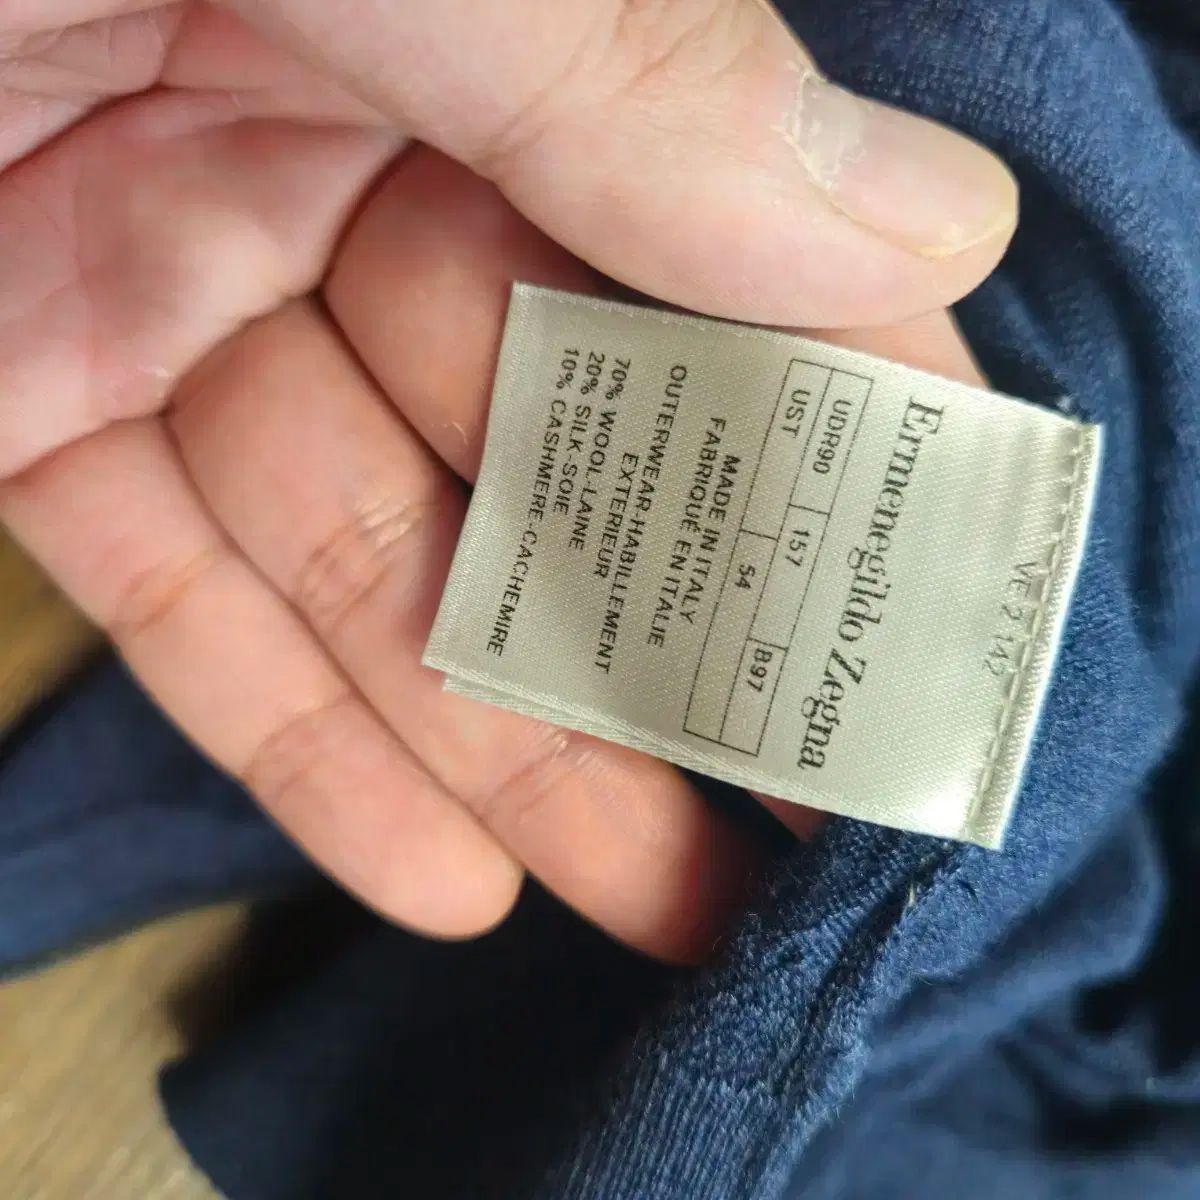 VE 2 142
Ermenegildo Zegna
UDR90 157 B97
UST 54
MADE IN ITALY
FABRIQUÉ EN ITALIE
OUTERWEAR-HABILLEMENT
EXTERIEUR
70% WOOL-LAINE
20% SILK-SOIE
10% CASHMERE-CACHEMIRE